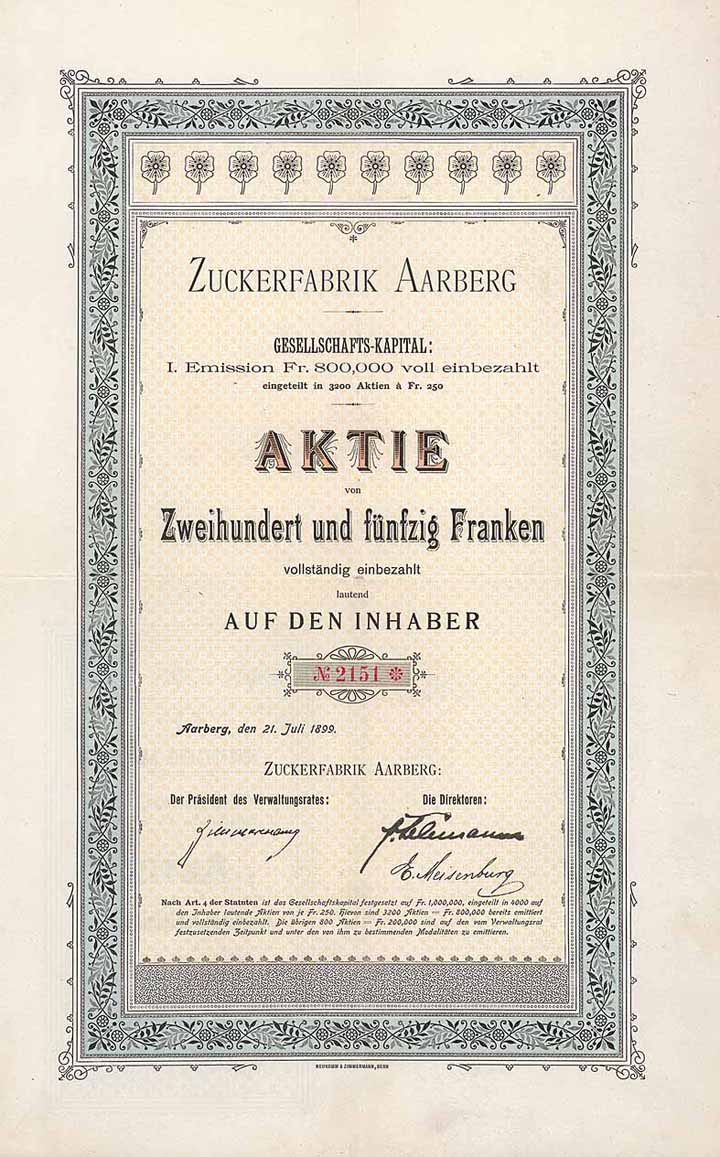 ZUCKERFABRIK AARBERG
GESELLSCHAFTS-KAPITAL:
I. Emission Fr. 800,000 voll einbezahlt
eingeteilt in 3200 Aktien à Fr. 250
AKTIE
von
Zweihundert und fünfzig Franken
vollständig einbezahlt
lautend
AUF DEN INHABER
№ 2151 *
Aarberg, den 21. Juli 1899.
ZUCKERFABRIK AARBERG:
Der Präsident des Verwaltungsrates: Die Direktoren:
E. Meisenburg
Nach Art. 4 der Statuten ist das Gesellschaftskapital festgesetzt auf Fr. 1,000,000, eingeteilt in 4000 auf
den Inhaber lautende Aktien von je Fr. 250. Hievon sind 3200 Aktien — Fr. 800,000 bereits emittiert
und vollständig einbezahlt. Die übrigen 800 Aktien — Fr. 200,000 sind auf den vom Verwaltungsrat
festzusetzenden Zeitpunkt und unter den von ihm zu bestimmenden Modalitäten zu emittieren.
NEUKOMM & ZIMMERMANN, BERN